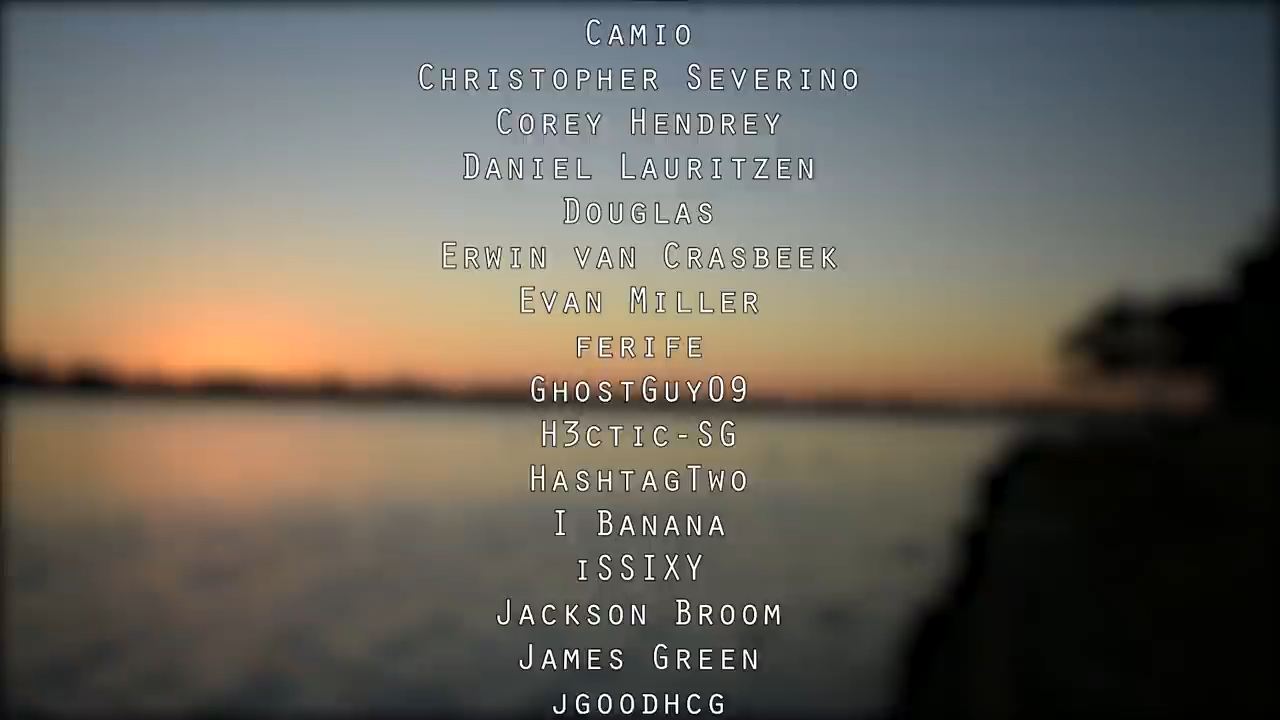 Camio
Christopher Severino
Corey Hendrey
Daniel Lauritzen
Douglas
Erwin van Crasbeek
Evan Miller
ferife
GhostGuy09
H3ctic-SG
HashtagTwo
I Banana
iSSIXY
Jackson Broom
James Green
jgoodhcg